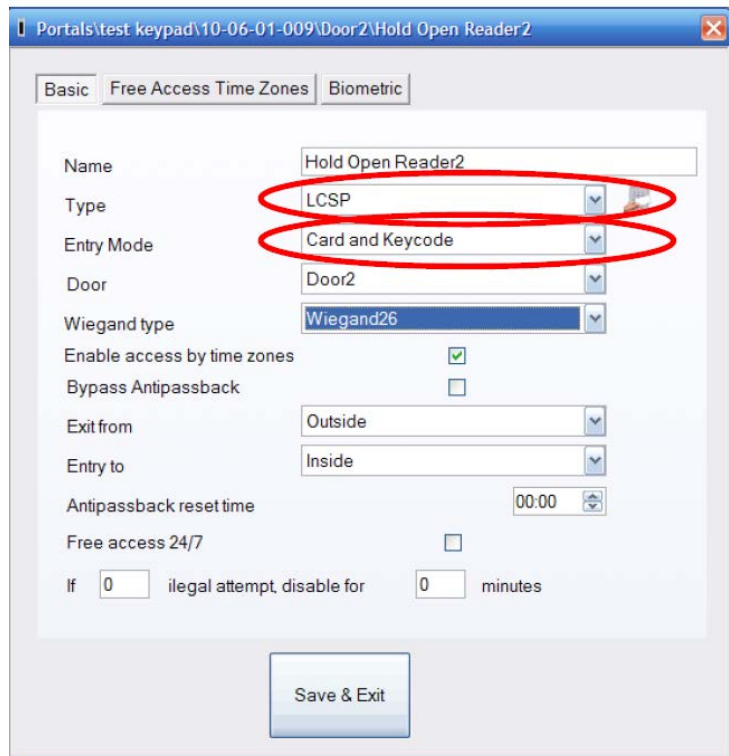 Portals\test keypad\10-06-01-009\Door2\Hold Open Reader2
Basic Free Access Time Zones Biometric
Name Hold Open Reader2
Type LCSP
Entry Mode Card and Keycode
Door Door2
Wiegand type Wiegand26
Enable access by time zones
Bypass Antipassback
Exit from Outside
Entry to Inside
Antipassback reset time 00:00
Free access 24/7
If 0 ilegal attempt, disable for 0 minutes
Save & Exit